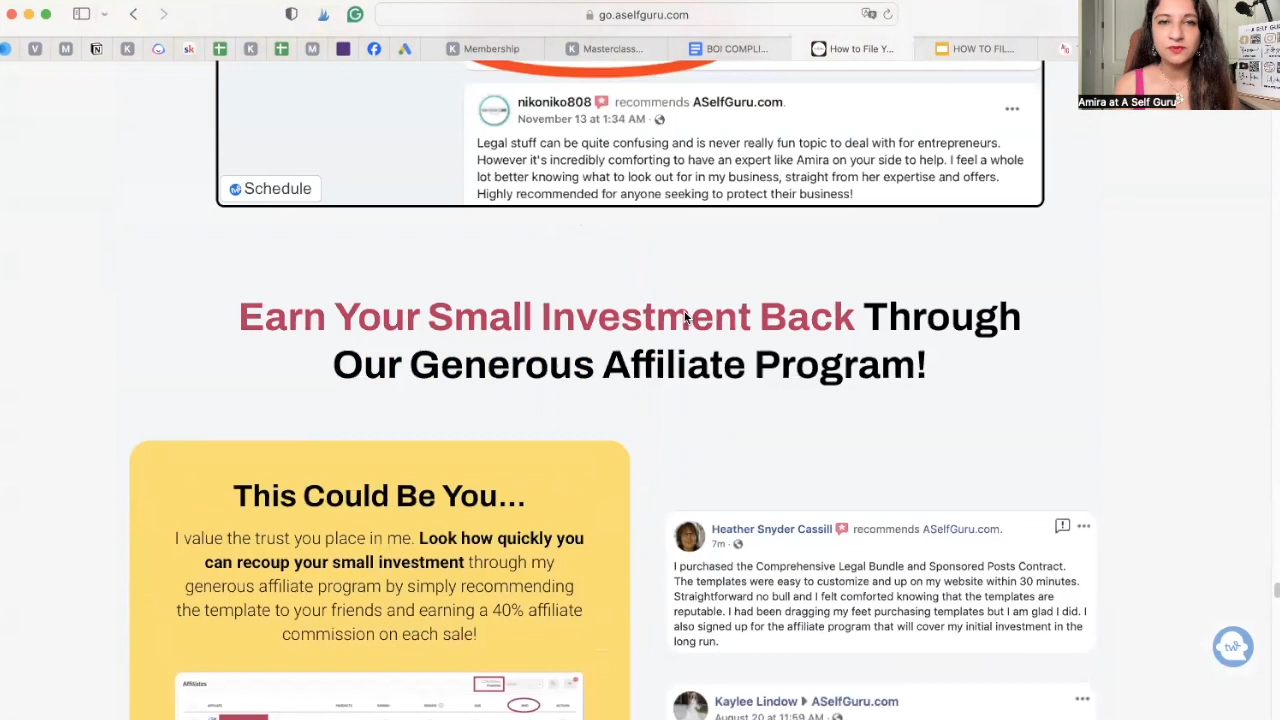 go.aselfguru.com
Membership
Masterclass...
BOI COMPLI...
How to File Y...
HOW TO FIL...
Amira at A Self Guru
nikoniko808 recommends ASelfGuru.com.
November 13 at 1:34 AM
Legal stuff can be quite confusing and is never really fun topic to deal with for entrepreneurs.
However it's incredibly comforting to have an expert like Amira on your side to help. I feel a whole
lot better knowing what to look out for in my business, straight from her expertise and offers.
Highly recommended for anyone seeking to protect their business!
Schedule
Earn Your Small Investment Back Through
Our Generous Affiliate Program!
This Could Be You...
I value the trust you place in me. Look how quickly you
can recoup your small investment through my
generous affiliate program by simply recommending
the template to your friends and earning a 40% affiliate
commission on each sale!
Affiliates
Heather Snyder Cassill recommends ASelfGuru.com.
7m
I purchased the Comprehensive Legal Bundle and Sponsored Posts Contract.
The templates were easy to customize and up on my website within 30 minutes.
Straightforward no bull and I felt comforted knowing that the templates are
reputable. I had been dragging my feet purchasing templates but I am glad I did. I
also signed up for the affiliate program that will cover my initial investment in the
long run.
Kaylee Lindow ASelfGuru.com
August 20 at 11:59 AM